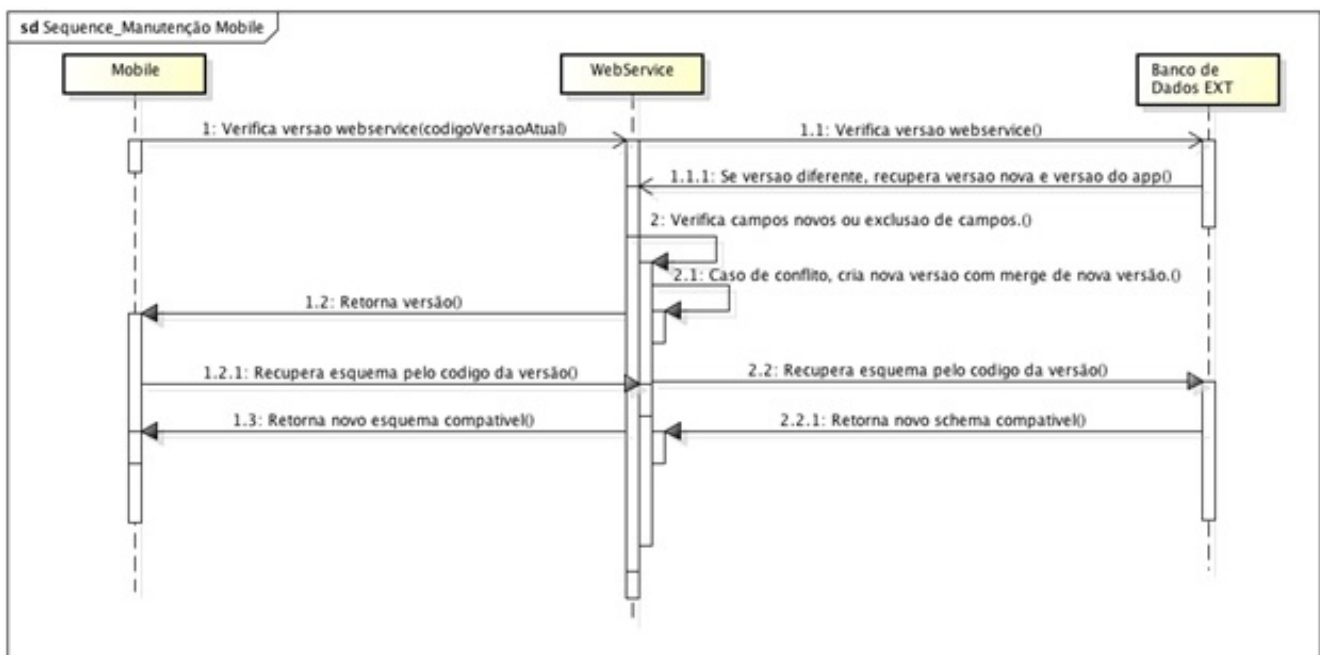 sd Sequence_Manutenção Mobile
Mobile
WebService
Banco de
Dados EXT
1: Verifica versao webservice(codigoVersaoAtual)
1.1: Verifica versao webservice()
1.1.1: Se versao diferente, recupera versao nova e versao do app()
2: Verifica campos novos ou exclusao de campos.()
2.1: Caso de conflito, cria nova versao com merge de nova versão.()
1.2: Retorna versão()
1.2.1: Recupera esquema pelo codigo da versão()
2.2: Recupera esquema pelo codigo da versão()
1.3: Retorna novo esquema compativel()
2.2.1: Retorna novo schema compativel()